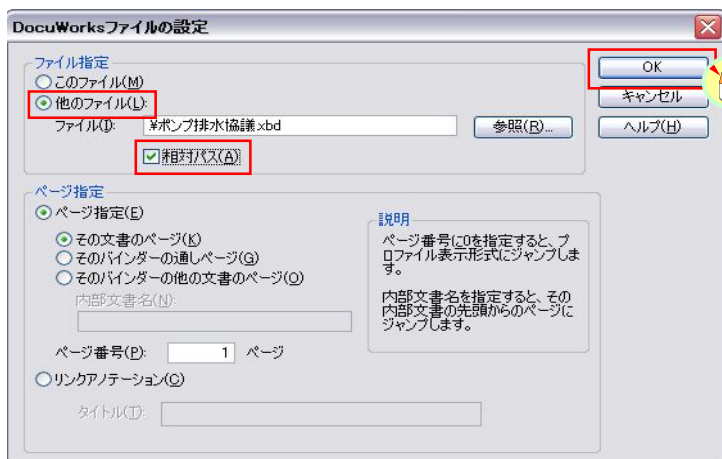 DocuWorksファイルの設定
ファイル指定
このファイル(M)
他のファイル(L):
ファイル(I): ¥ポンプ排水協議.xbd 参照(R)...
相対パス(A)
OK
キャンセル
ヘルプ(H)
ページ指定
ページ指定(E)
その文書のページ(K)
そのバインダーの通しページ(G)
そのバインダーの他の文書のページ(O)
内部文書名(N):
ページ番号(P): 1 ページ
リンクアノテーション(C)
タイトル(T):
説明
ページ番号に0を指定すると、プ
ロファイル表示形式にジャンプしま
す。
内部文書名を指定すると、その
内部文書の先頭からのページに
ジャンプします。